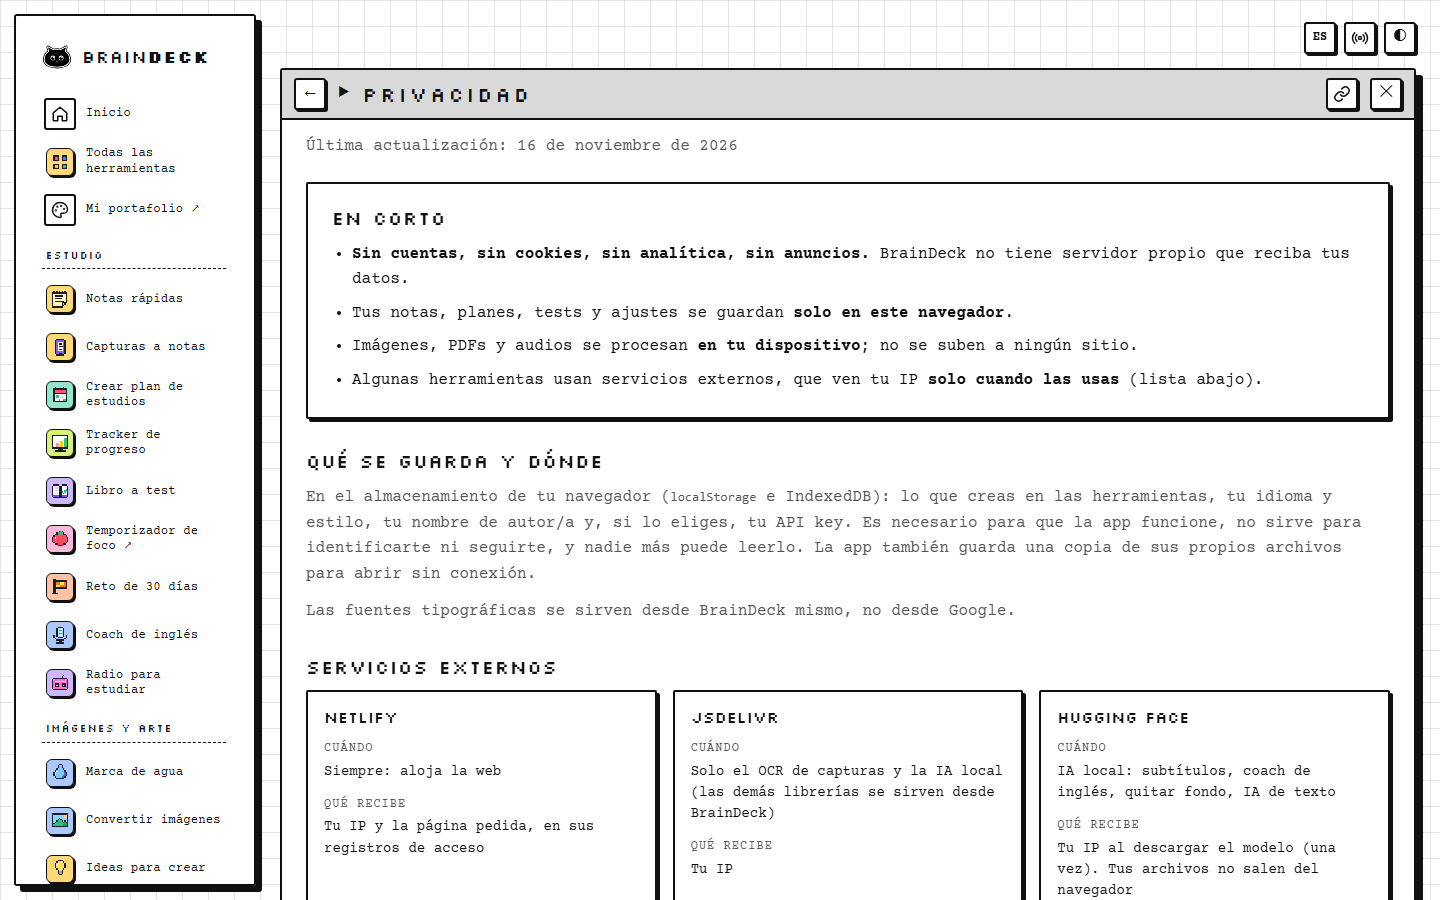 BRAINDECK
Inicio
Todas las
herramientas
Mi portafolio ↗
ESTUDIO
Notas rápidas
Capturas a notas
Crear plan de
estudios
Tracker de
progreso
Libro a test
Temporizador de
foco ↗
Reto de 30 días
Coach de inglés
Radio para
estudiar
IMÁGENES Y ARTE
Marca de agua
Convertir imágenes
Ideas para crear
ES
PRIVACIDAD
Última actualización: 16 de noviembre de 2026
EN CORTO
• Sin cuentas, sin cookies, sin analítica, sin anuncios. BrainDeck no tiene servidor propio que reciba tus
datos.
• Tus notas, planes, tests y ajustes se guardan solo en este navegador.
• Imágenes, PDFs y audios se procesan en tu dispositivo; no se suben a ningún sitio.
• Algunas herramientas usan servicios externos, que ven tu IP solo cuando las usas (lista abajo).
QUÉ SE GUARDA Y DÓNDE
En el almacenamiento de tu navegador (localStorage e IndexedDB): lo que creas en las herramientas, tu idioma y
estilo, tu nombre de autor/a y, si lo eliges, tu API key. Es necesario para que la app funcione, no sirve para
identificarte ni seguirte, y nadie más puede leerlo. La app también guarda una copia de sus propios archivos
para abrir sin conexión.
Las fuentes tipográficas se sirven desde BrainDeck mismo, no desde Google.
SERVICIOS EXTERNOS
NETLIFY
CUÁNDO
Siempre: aloja la web
QUÉ RECIBE
Tu IP y la página pedida, en sus
registros de acceso
JSDELIVR
CUÁNDO
Solo el OCR de capturas y la IA local
(las demás librerías se sirven desde
BrainDeck)
QUÉ RECIBE
Tu IP
HUGGING FACE
CUÁNDO
IA local: subtítulos, coach de
inglés, quitar fondo, IA de texto
QUÉ RECIBE
Tu IP al descargar el modelo (una
vez). Tus archivos no salen del
navegador